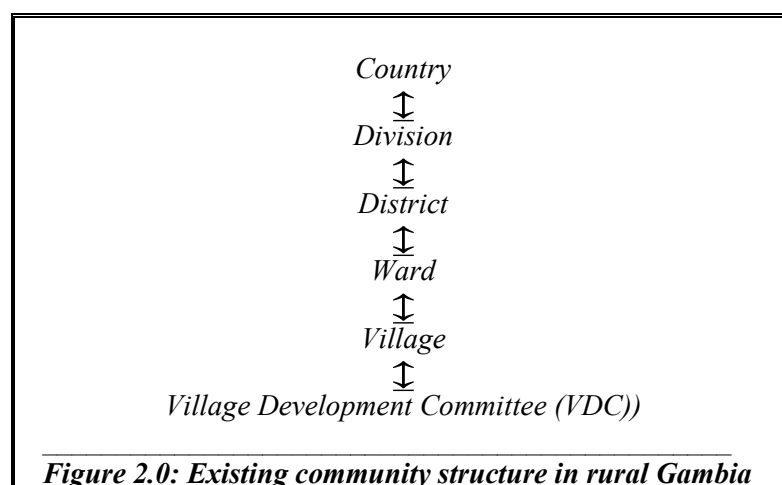 Country
↕
Division
↕
District
↕
Ward
↕
Village
↕
Village Development Committee (VDC))
Figure 2.0: Existing community structure in rural Gambia